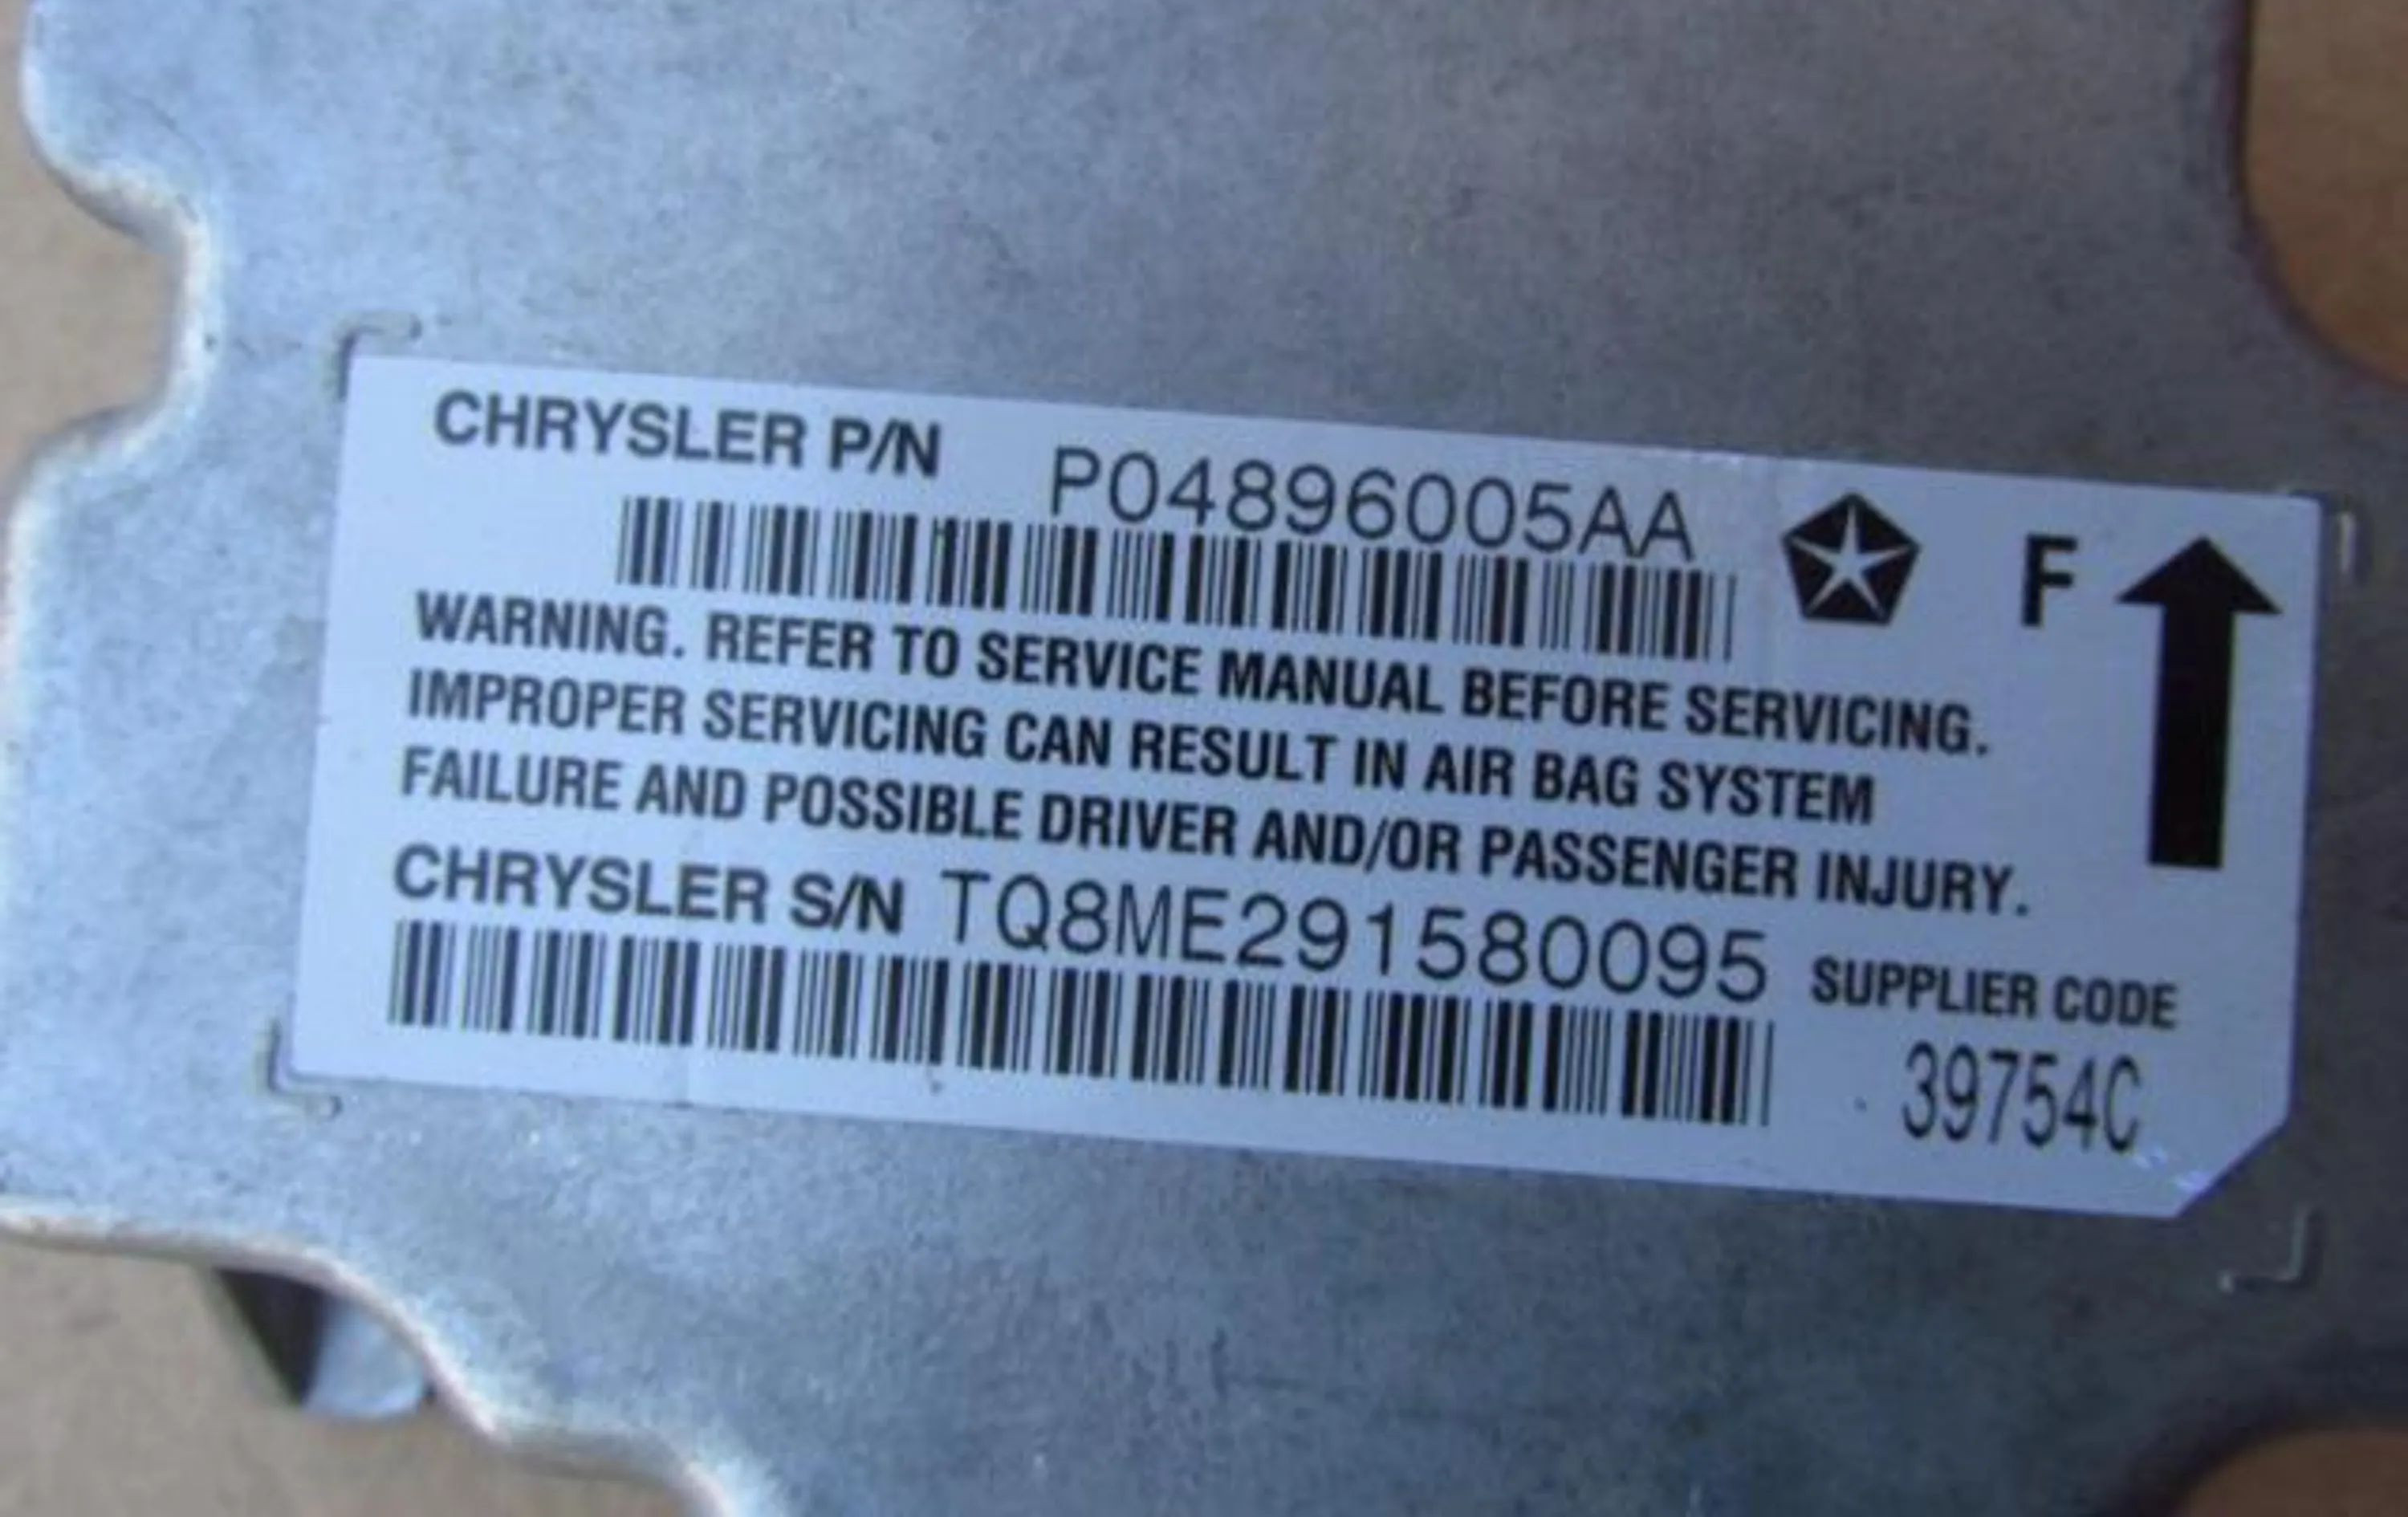 CHRYSLER P/N P04896005AA
F
WARNING. REFER TO SERVICE MANUAL BEFORE SERVICING.
IMPROPER SERVICING CAN RESULT IN AIR BAG SYSTEM
FAILURE AND POSSIBLE DRIVER AND/OR PASSENGER INJURY.
CHRYSLER S/N TQ8ME291580095
SUPPLIER CODE
39754C